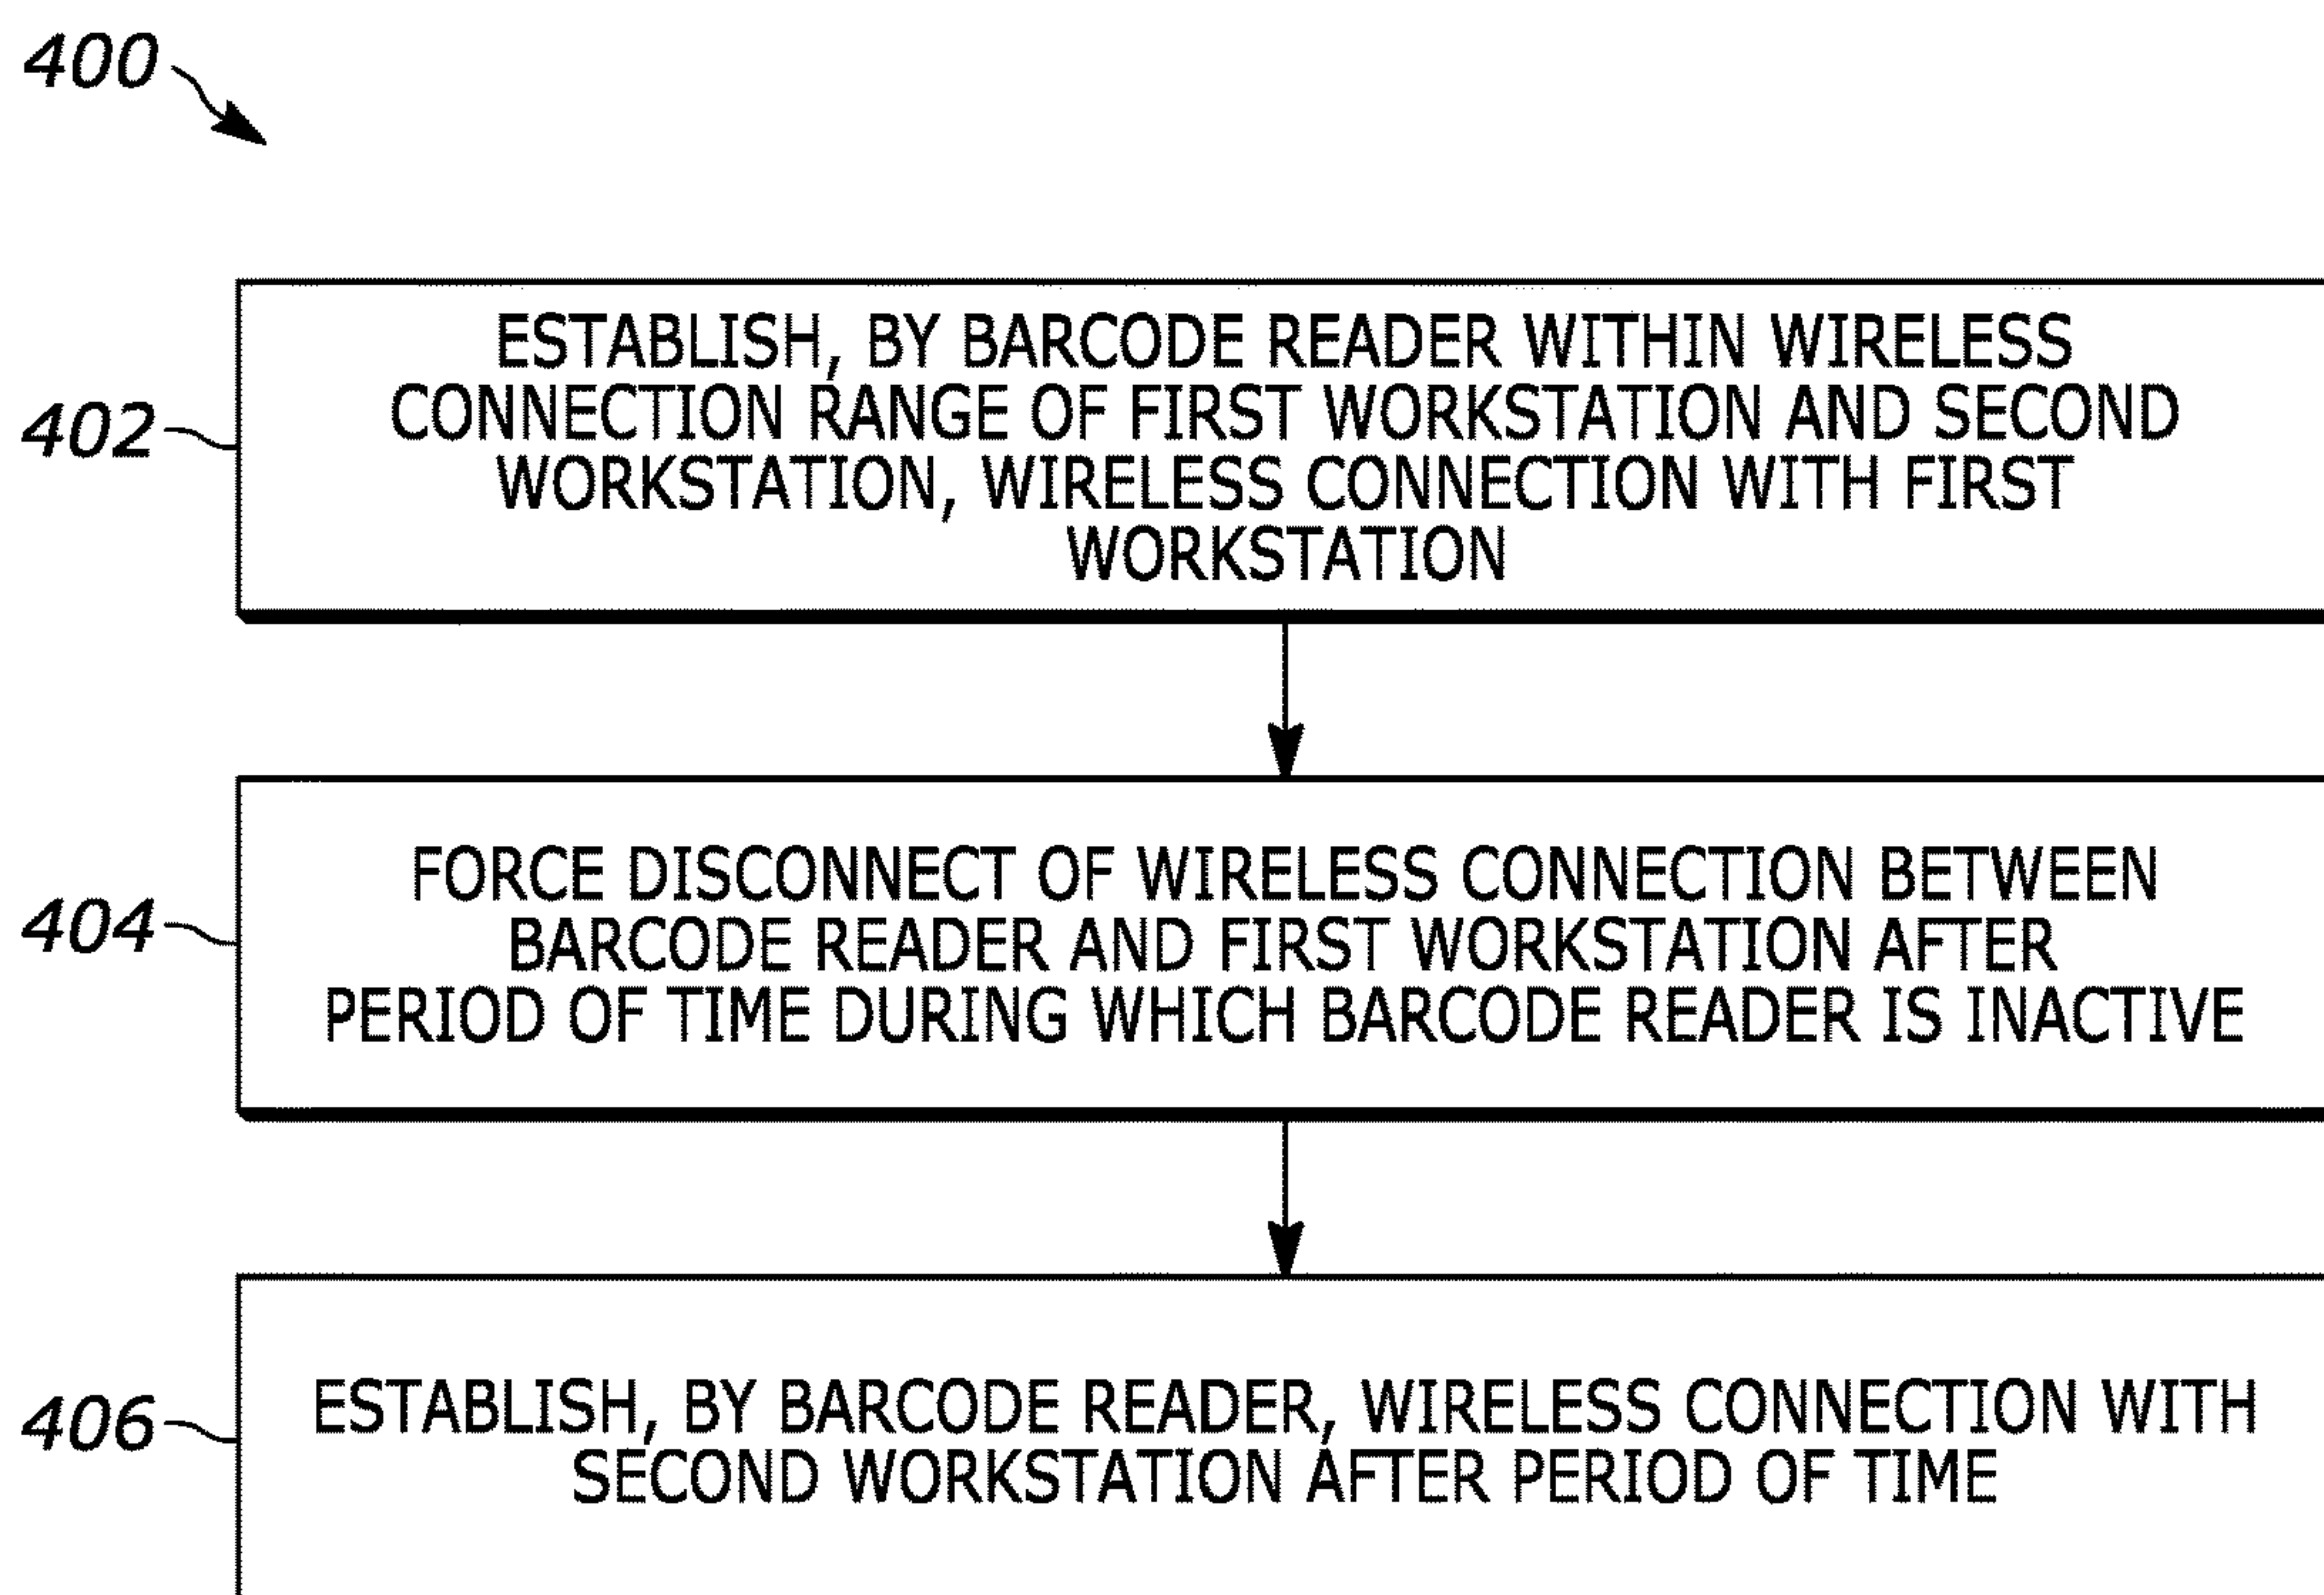 400
402
ESTABLISH, BY BARCODE READER WITHIN WIRELESS
CONNECTION RANGE OF FIRST WORKSTATION AND SECOND
WORKSTATION, WIRELESS CONNECTION WITH FIRST
WORKSTATION
404
FORCE DISCONNECT OF WIRELESS CONNECTION BETWEEN
BARCODE READER AND FIRST WORKSTATION AFTER
PERIOD OF TIME DURING WHICH BARCODE READER IS INACTIVE
406
ESTABLISH, BY BARCODE READER, WIRELESS CONNECTION WITH
SECOND WORKSTATION AFTER PERIOD OF TIME